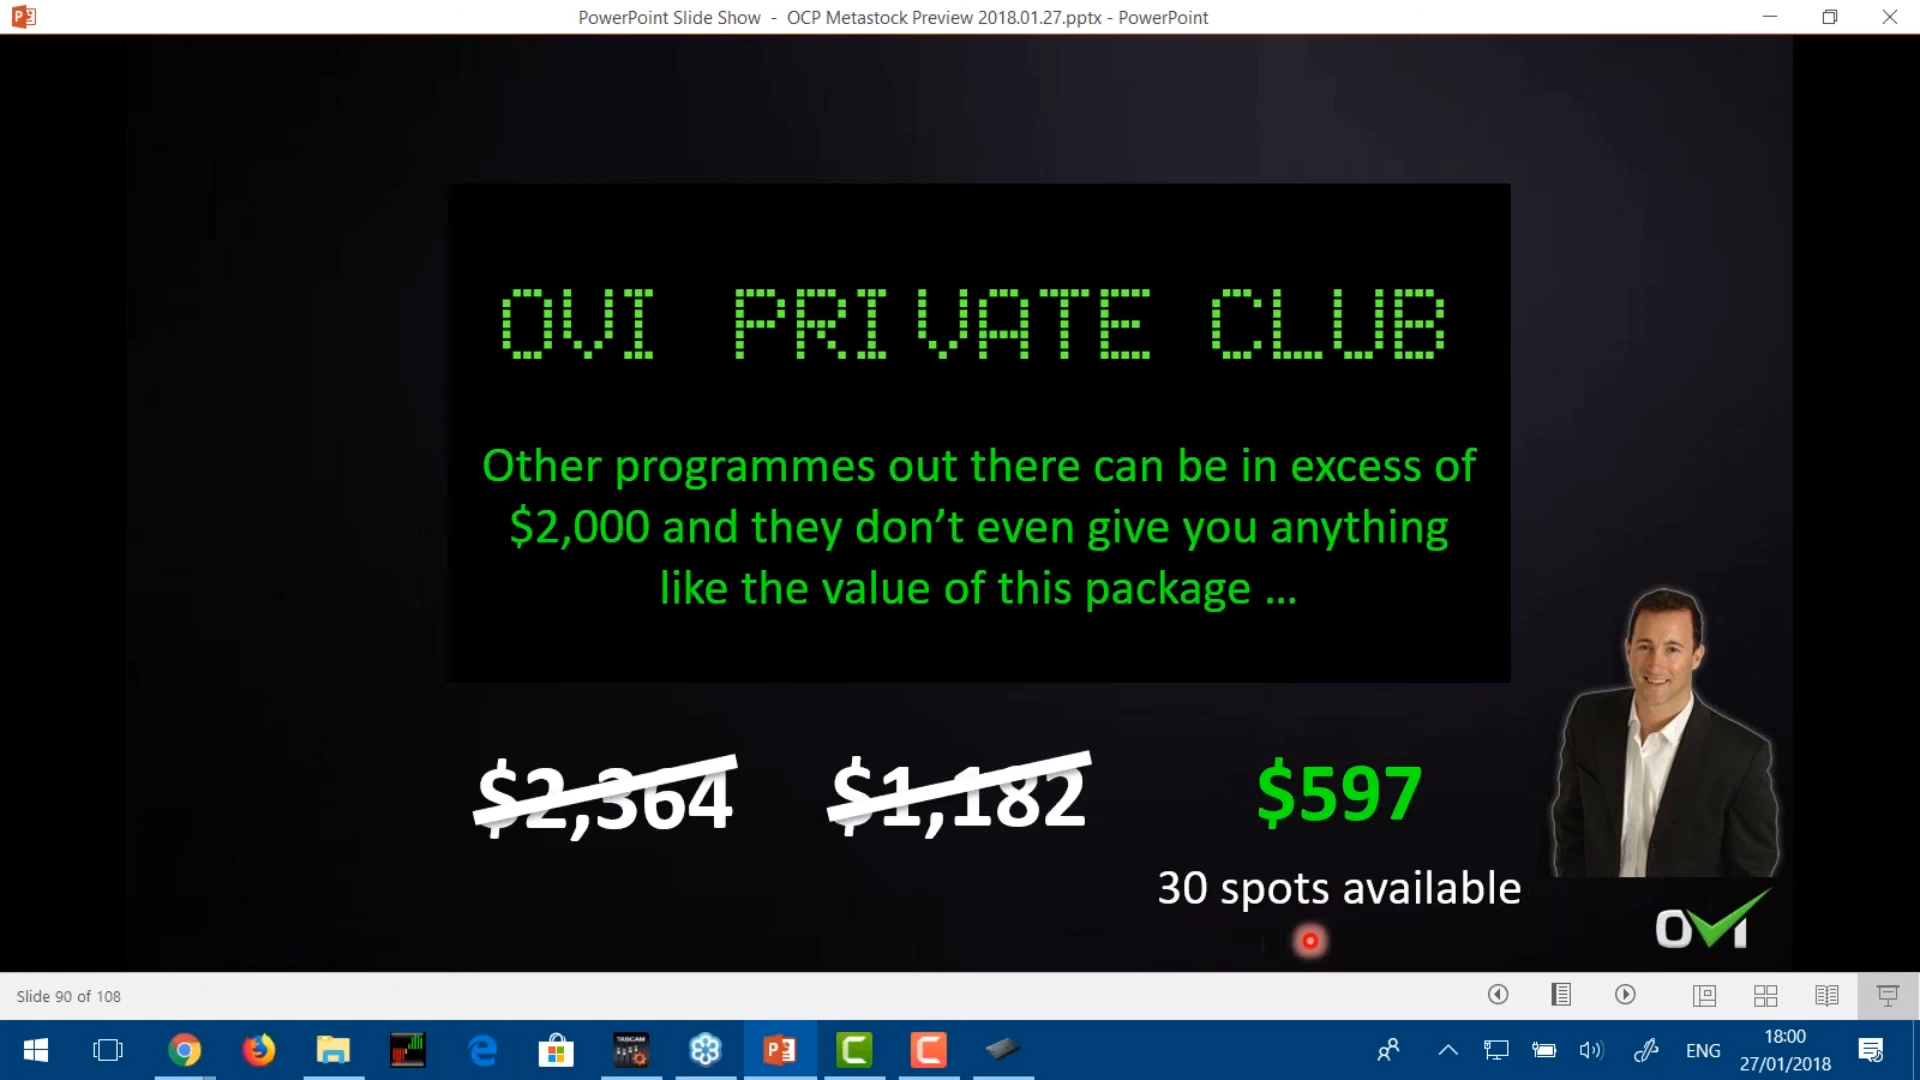 PowerPoint Slide Show - OCP Metastock Preview 2018.01.27.pptx - PowerPoint
OVI PRIVATE CLUB
Other programmes out there can be in excess of
$2,000 and they don’t even give you anything
like the value of this package ...
$2,364 $1,182 $597
30 spots available
OVI
Slide 90 of 108
TASCAM
ENG
18:00
27/01/2018